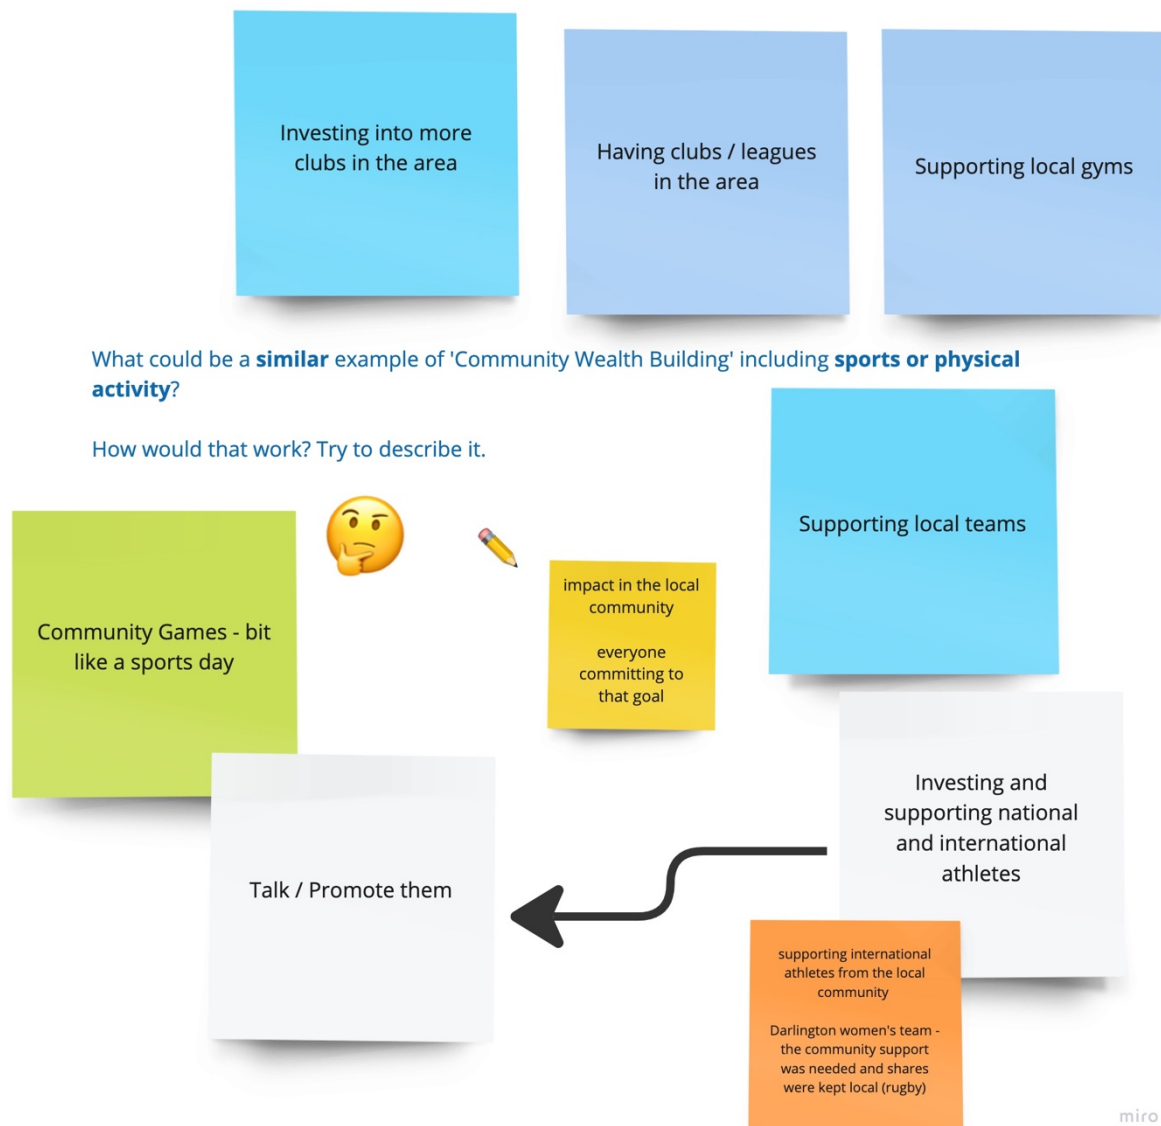 Investing into more
clubs in the area
Having clubs / leagues
in the area
Supporting local gyms
What could be a similar example of 'Community Wealth Building' including sports or physical
activity?
How would that work? Try to describe it.
Supporting local teams
Community Games - bit
like a sports day
impact in the local
community
everyone
committing to
that goal
Investing and
supporting national
and international
athletes
Talk / Promote them
supporting international
athletes from the local
community
Darlington women's team -
the community support
was needed and shares
were kept local (rugby)
miro